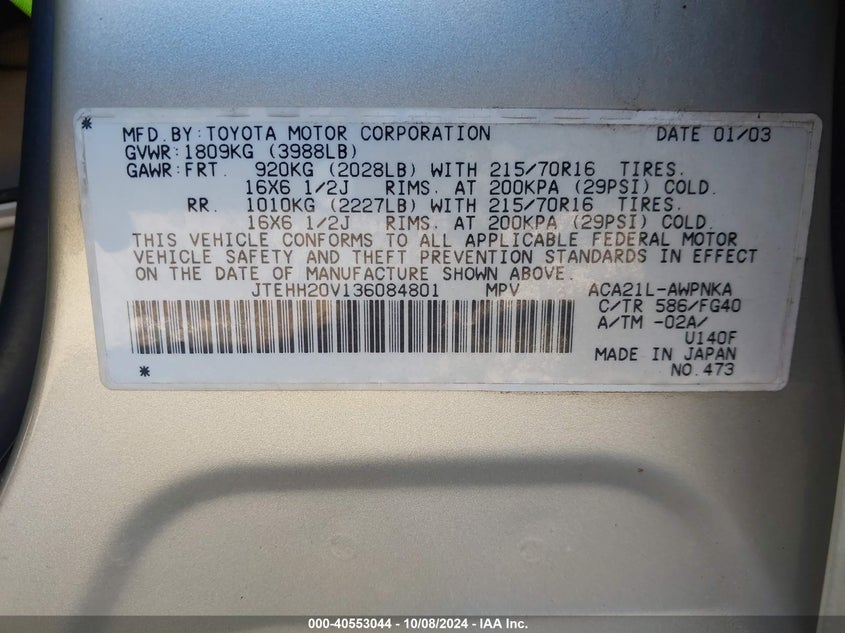 *
MFD.BY:TOYOTA MOTOR CORPORATION DATE 01/03
GVWR:1809KG (3988LB)
GAWR:FRT. 920KG (2028LB) WITH 215/70R16 TIRES.
16X6 1/2J RIMS. AT 200KPA (29PSI) COLD.
RR. 1010KG (2227LB) WITH 215/70R16 TIRES.
16X6 1/2J RIMS. AT 200KPA (29PSI) COLD.
THIS VEHICLE CONFORMS TO ALL APPLICABLE FEDERAL MOTOR
VEHICLE SAFETY AND THEFT PREVENTION STANDARDS IN EFFECT
ON THE DATE OF MANUFACTURE SHOWN ABOVE.
JTEHH20V136084801 MPV ACA21L-AWPNKA
C/TR 586/FG40
A/TM -02A/
U140F
MADE IN JAPAN
* NO.473
000-40553044 - 10/08/2024 - IAA Inc.